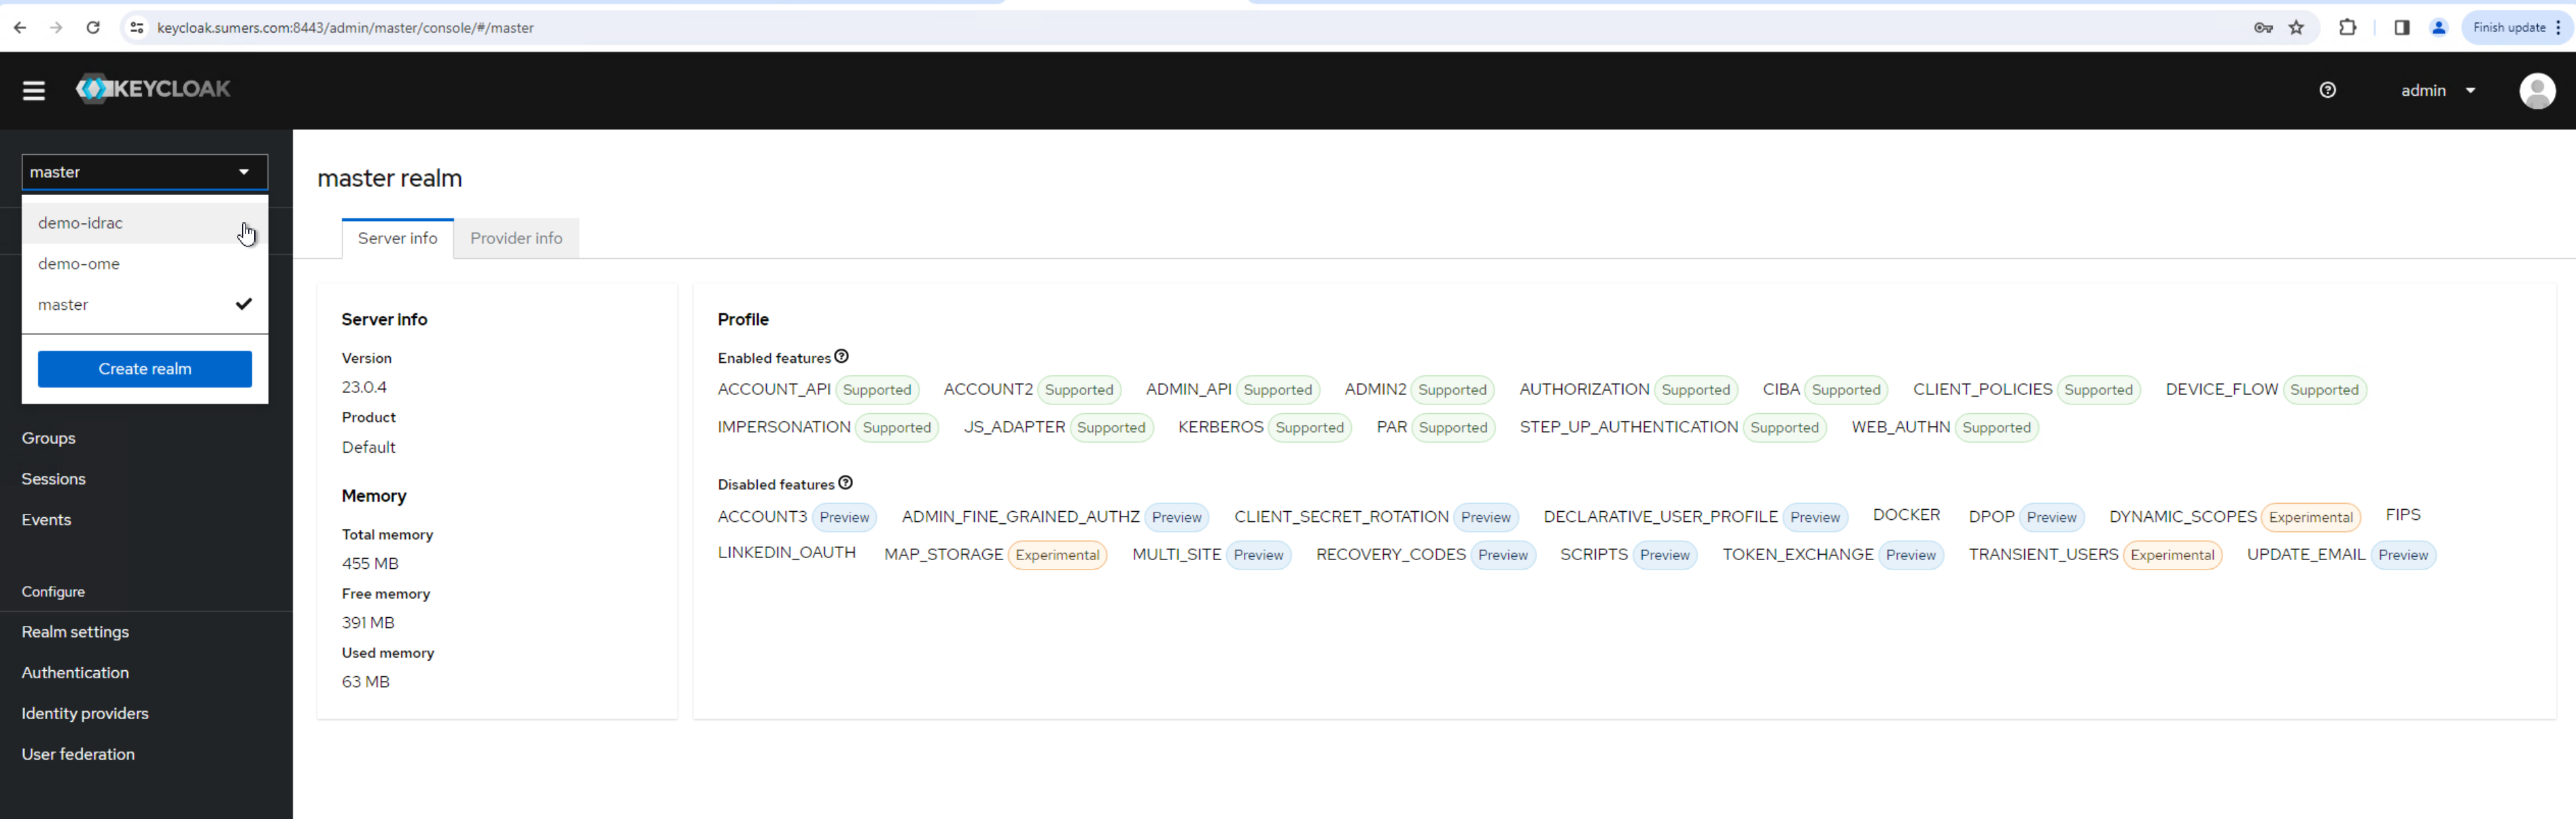 keycloak.sumers.com:8443/admin/master/console/#/master
Finish update
KEYCLOAK
admin
master
demo-idrac
demo-ome
master
Create realm
Groups
Sessions
Events
Configure
Realm settings
Authentication
Identity providers
User federation
master realm
Server info Provider info
Server info
Version
23.0.4
Product
Default
Memory
Total memory
455 MB
Free memory
391 MB
Used memory
63 MB
Profile
Enabled features
ACCOUNT_API Supported ACCOUNT2 Supported ADMIN_API Supported ADMIN2 Supported AUTHORIZATION Supported CIBA Supported CLIENT_POLICIES Supported DEVICE_FLOW Supported
IMPERSONATION Supported JS_ADAPTER Supported KERBEROS Supported PAR Supported STEP_UP_AUTHENTICATION Supported WEB_AUTHN Supported
Disabled features
ACCOUNT3 Preview ADMIN_FINE_GRAINED_AUTHZ Preview CLIENT_SECRET_ROTATION Preview DECLARATIVE_USER_PROFILE Preview DOCKER DPOP Preview DYNAMIC_SCOPES Experimental FIPS
LINKEDIN_OAUTH MAP_STORAGE Experimental MULTI_SITE Preview RECOVERY_CODES Preview SCRIPTS Preview TOKEN_EXCHANGE Preview TRANSIENT_USERS Experimental UPDATE_EMAIL Preview